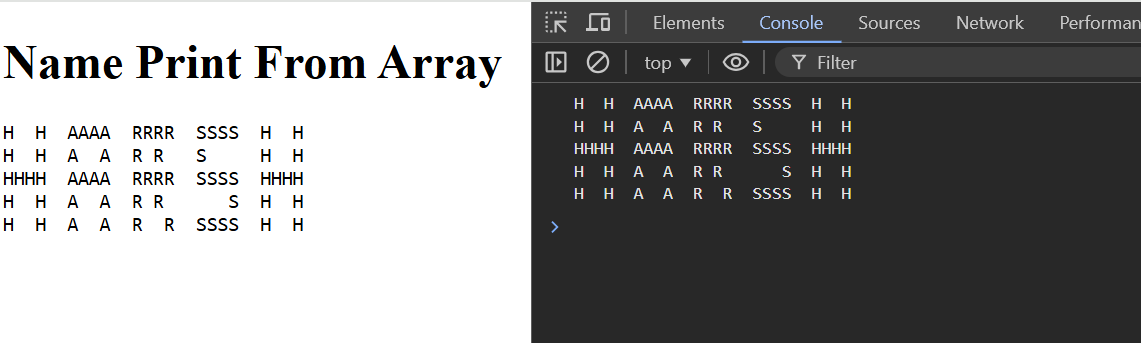 Name Print From Array
H  H  AAAA  RRRR  SSSS  H  H
H  H  A  A  R R   S     H  H
HHHH  AAAA  RRRR  SSSS  HHHH
H  H  A  A  R R      S  H  H
H  H  A  A  R  R  SSSS  H  H
Elements Console Sources Network Performan
top Filter
H  H  AAAA  RRRR  SSSS  H  H
H  H  A  A  R R   S     H  H
HHHH  AAAA  RRRR  SSSS  HHHH
H  H  A  A  R R      S  H  H
H  H  A  A  R  R  SSSS  H  H